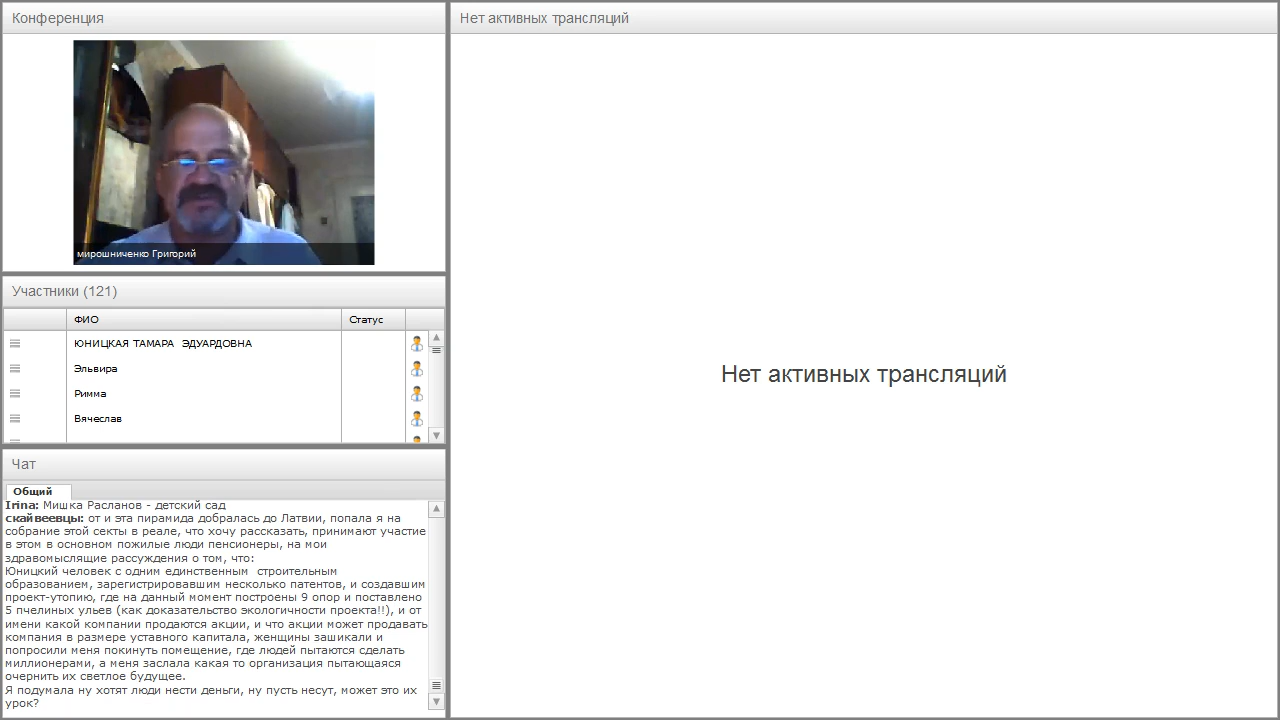 Конференция
мирошниченко Григорий
Участники (121)
ФИО
Статус
ЮНИЦКАЯ ТАМАРА ЭДУАРДОВНА
Эльвира
Римма
Вячеслав
Чат
Общий
Irina: Мишка Расланов - детский сад
скайвеевцы: от и эта пирамида добралась до Латвии, попала я на
собрание этой секты в реале, что хочу рассказать, принимают участие
в этом в основном пожилые люди пенсионеры, на мои
здравомыслящие рассуждения о том, что:
Юницкий человек с одним единственным строительным
образованием, зарегистрировавшим несколько патентов, и создавшим
проект-утопию, где на данный момент построены 9 опор и поставлено
5 пчелиных ульев (как доказательство экологичности проекта!!), и от
имени какой компании продаются акции, и что акции может продавать
компания в размере уставного капитала, женщины зашикали и
попросили меня покинуть помещение, где людей пытаются сделать
миллионерами, а меня заслала какая то организация пытающаяся
очернить их светлое будущее.
Я подумала ну хотят люди нести деньги, ну пусть несут, может это их
урок?
Нет активных трансляций
Нет активных трансляций